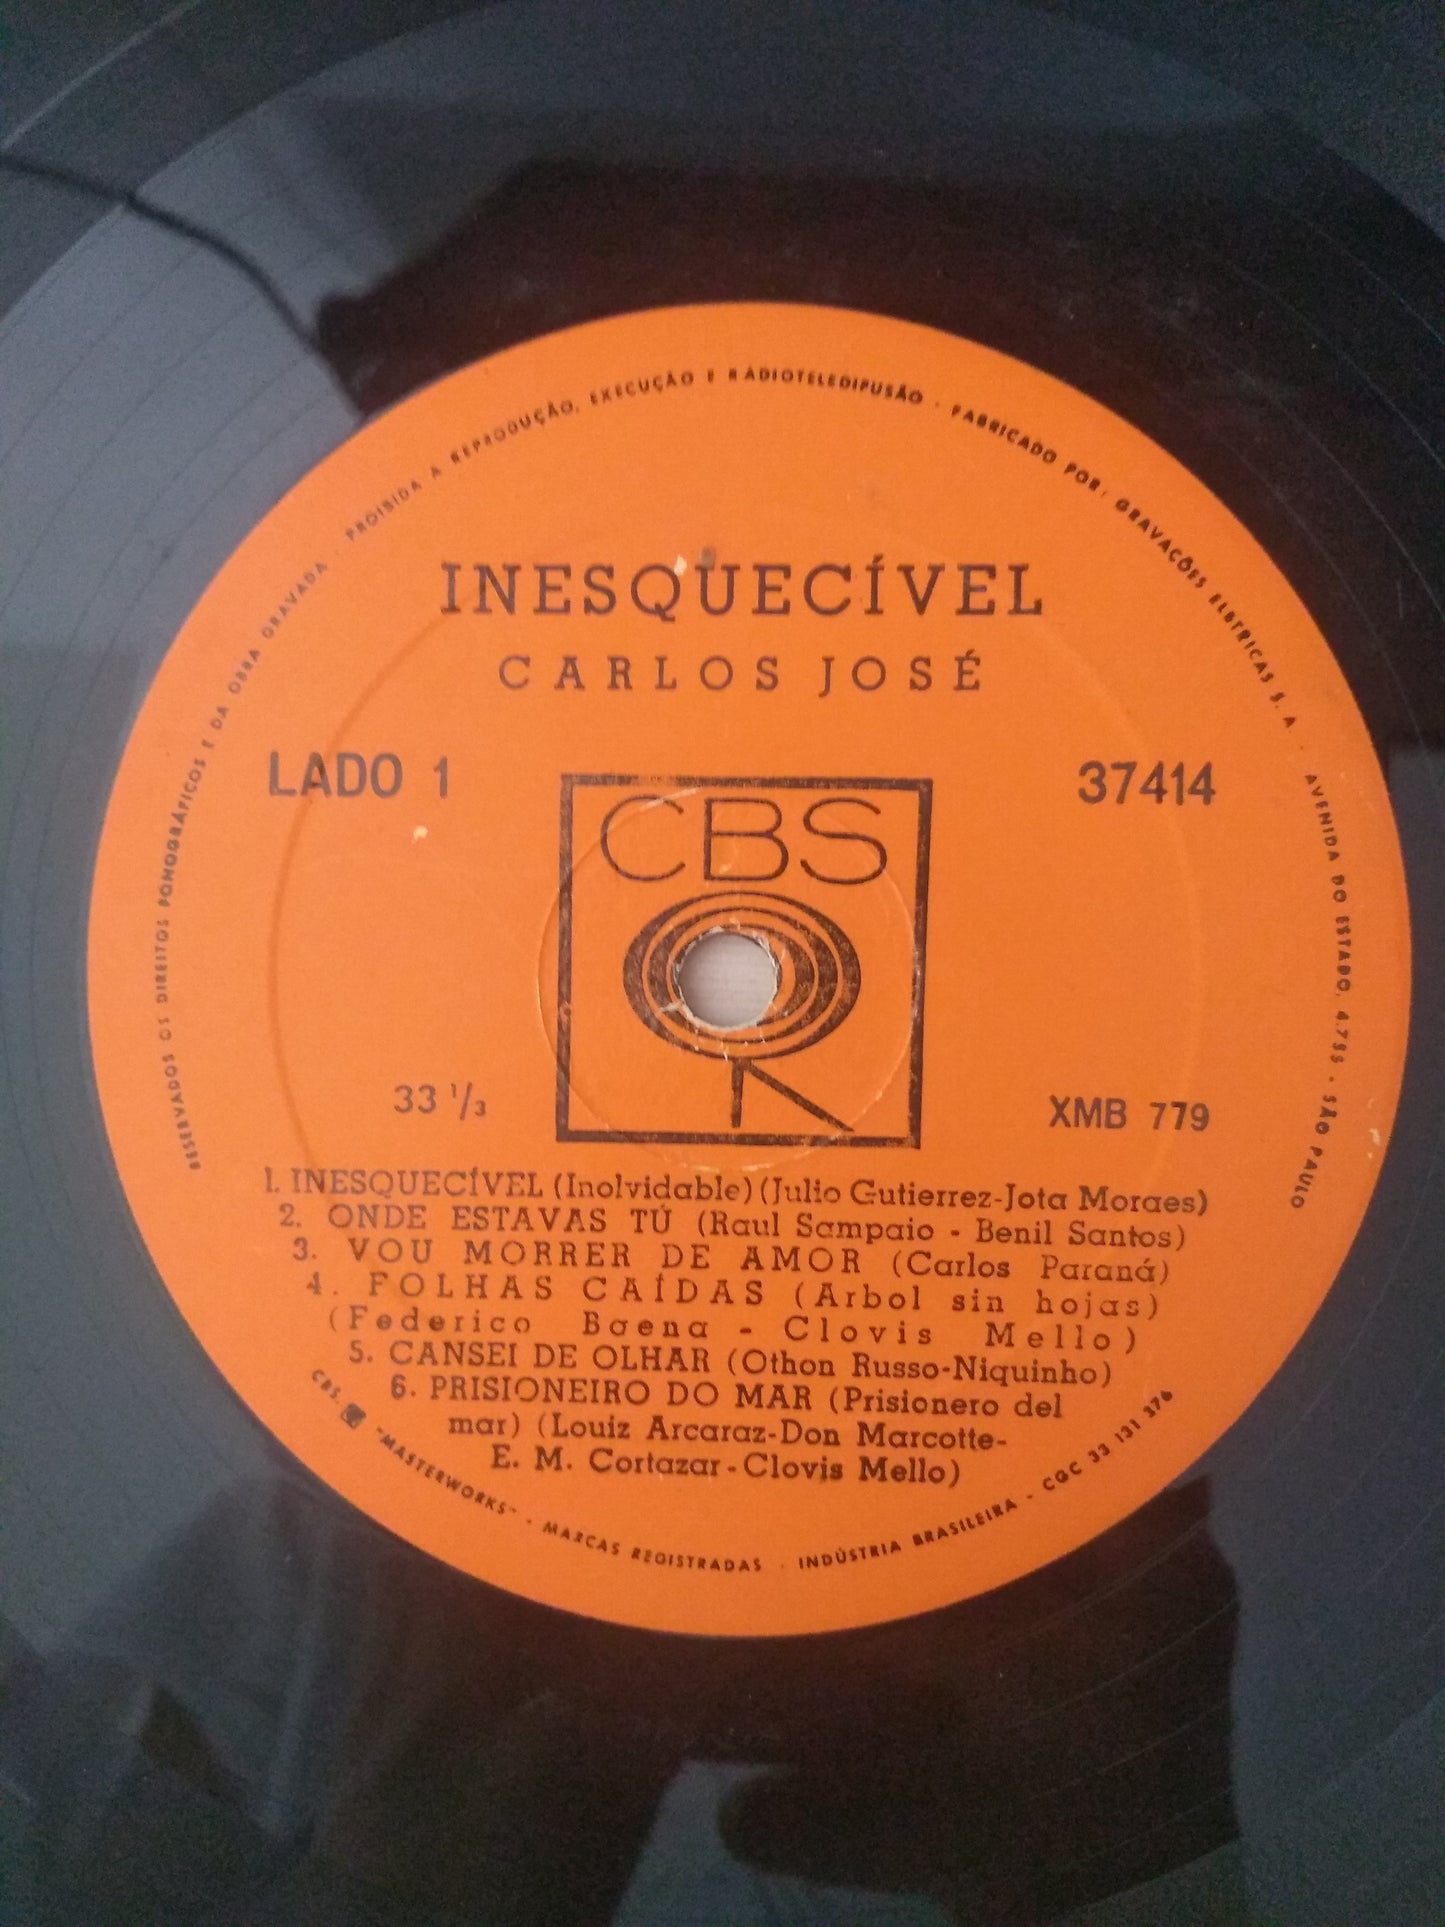 RESERVADOS OS DIREITOS FONOGRÁFICOS E DA OBRA GRAVADA · PROIBIDA A REPRODUÇÃO, EXECUÇÃO E RÁDIOTELEDIFUSÃO · FABRICADO POR: GRAVAÇÕES ELÉTRICAS S. A. · AVENIDA DO ESTADO, 4.755 · SÃO PAULO
INESQUECÍVEL
CARLOS JOSÉ
LADO 1
37414
CBS
33 1/3
XMB 779
1. INESQUECÍVEL (Inolvidable) (Julio Gutierrez-Jota Moraes)
2. ONDE ESTAVAS TÚ (Raul Sampaio - Benil Santos)
3. VOU MORRER DE AMOR (Carlos Paraná)
4. FOLHAS CAÍDAS (Arbol sin hojas)
(Federico Baena - Clovis Mello)
5. CANSEI DE OLHAR (Othon Russo-Niquinho)
6. PRISIONEIRO DO MAR (Prisionero del
mar) (Louiz Arcaraz-Don Marcotte-
E. M. Cortazar-Clovis Mello)
CBS, "MASTERWORKS" · MARCAS REGISTRADAS · INDÚSTRIA BRASILEIRA - CGC 33 131 376